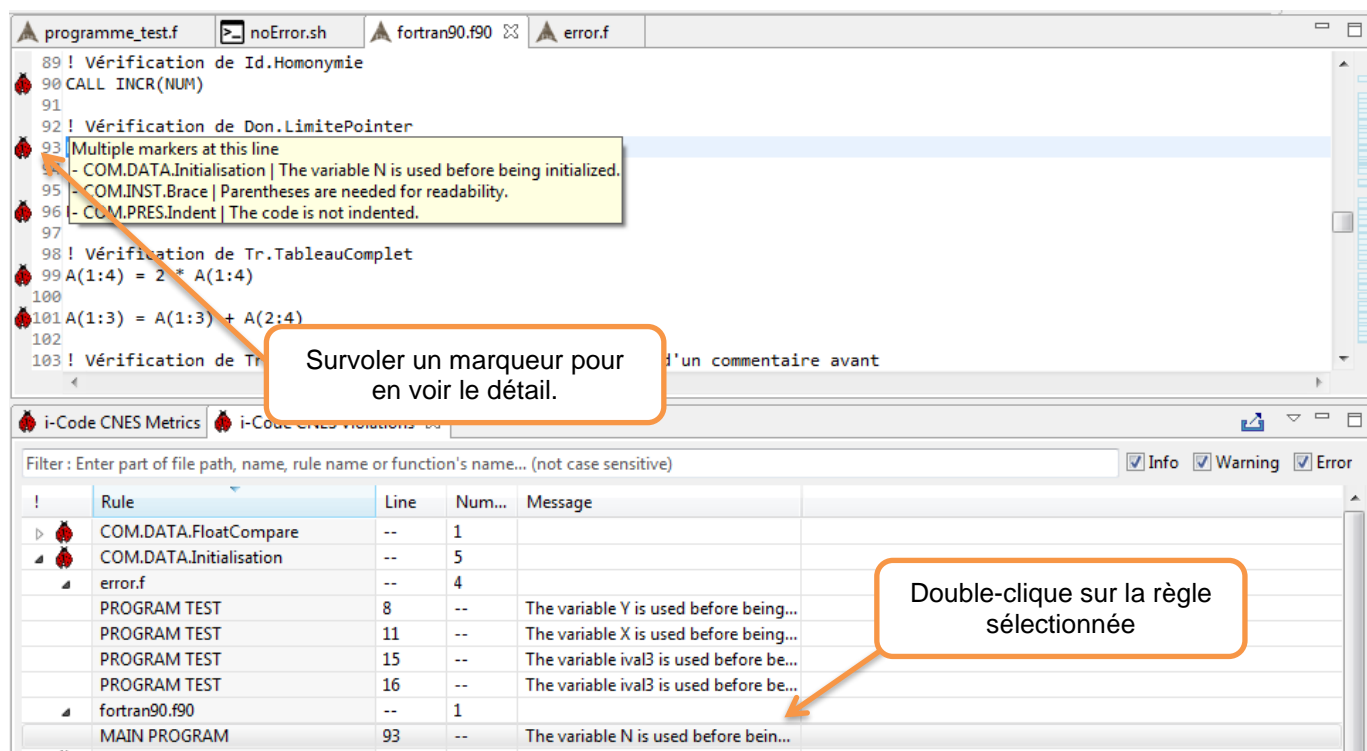 programme_test.f noError.sh fortran90.f90 error.f
89 ! Vérification de Id.Homonymie
90 CALL INCR(NUM)
91
92 ! Vérification de Don.LimitePointer
93 Multiple markers at this line
- COM.DATA.Initialisation | The variable N is used before being initialized.
95 - COM.INST.Brace | Parentheses are needed for readability.
96 - COM.PRES.Indent | The code is not indented.
97
98 ! Vérification de Tr.TableauComplet
99 A(1:4) = 2 * A(1:4)
100
101 A(1:3) = A(1:3) + A(2:4)
102
103 ! Vérification de Tr d'un commentaire avant
Survoler un marqueur pour
en voir le détail.
i-Code CNES Metrics i-Code CNES Violations
Filter : Enter part of file path, name, rule name or function's name... (not case sensitive) Info Warning Error
! Rule Line Num... Message
COM.DATA.FloatCompare -- 1
COM.DATA.Initialisation -- 5
error.f -- 4
PROGRAM TEST 8 -- The variable Y is used before being...
PROGRAM TEST 11 -- The variable X is used before being...
PROGRAM TEST 15 -- The variable ival3 is used before be...
PROGRAM TEST 16 -- The variable ival3 is used before be...
fortran90.f90 -- 1
MAIN PROGRAM 93 -- The variable N is used before bein...
Double-clique sur la règle
sélectionnée